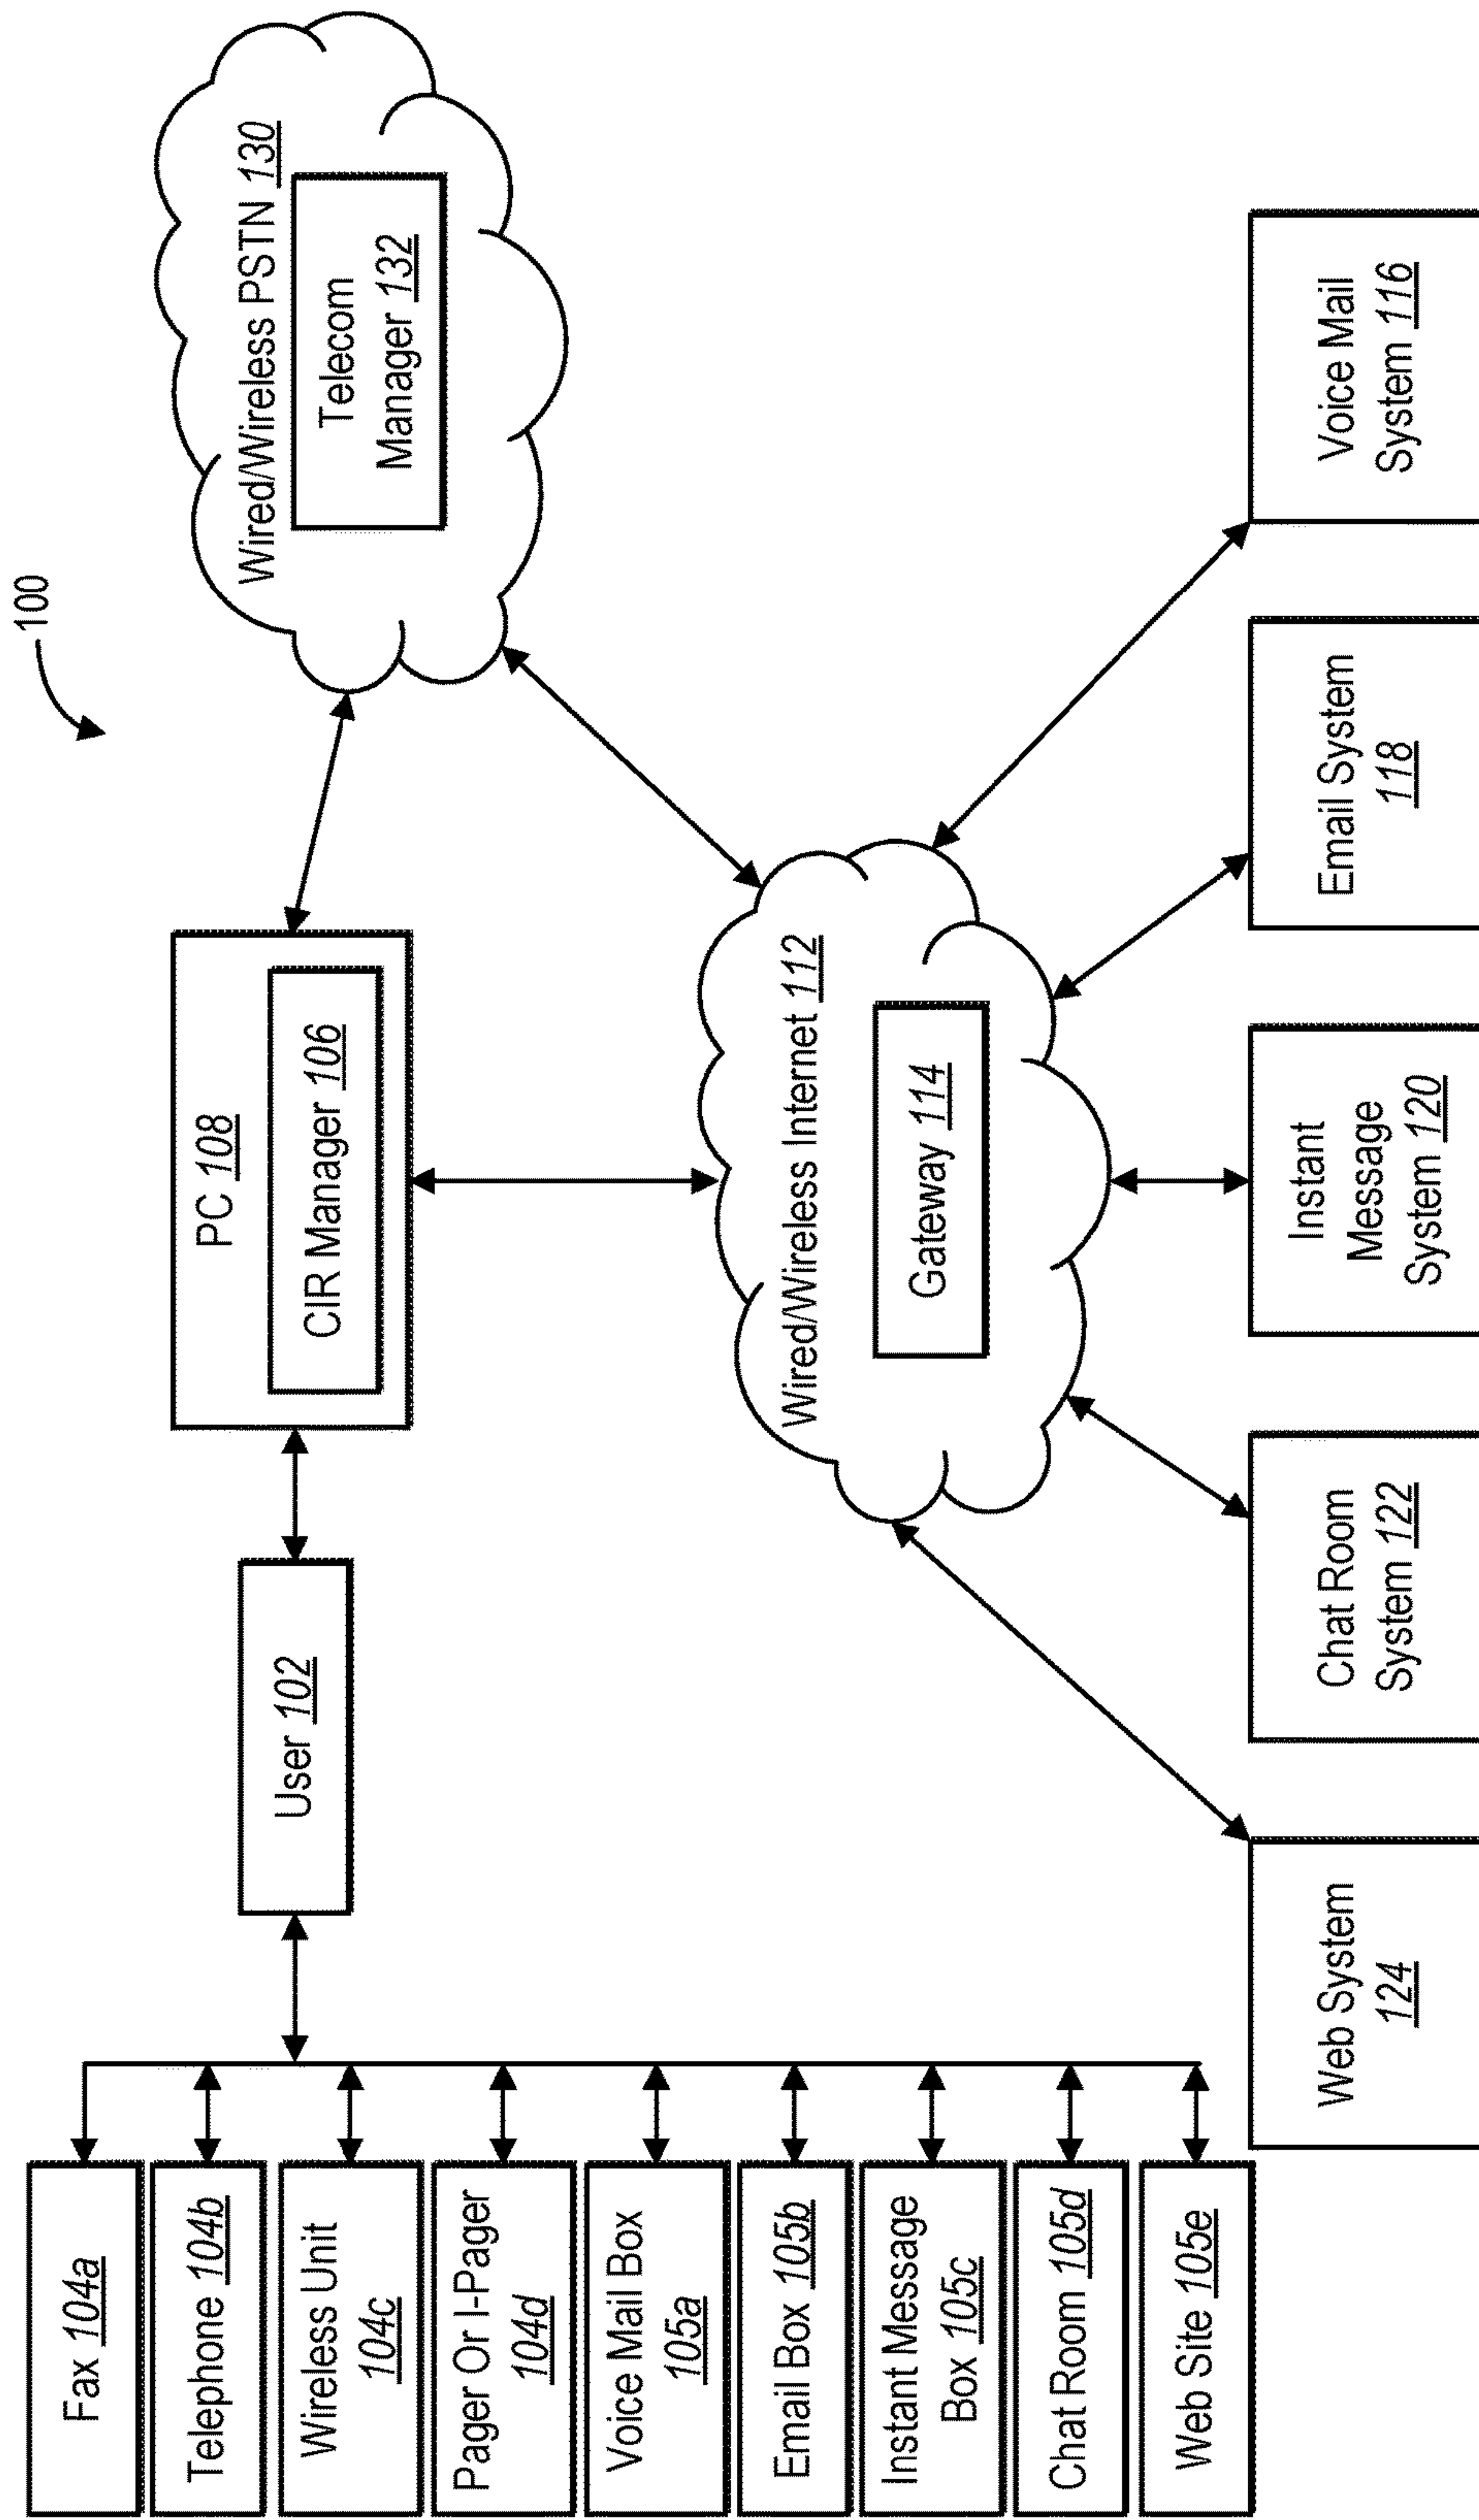 100
Fax 104a
Telephone 104b
Wireless Unit
104c
Pager Or I-Pager
104d
Voice Mail Box
105a
Email Box 105b
Instant Message
Box 105c
Chat Room 105d
Web Site 105e
User 102
PC 108
CIR Manager 106
Wired/Wireless PSTN 130
Telecom
Manager 132
Wired/Wireless Internet 112
Gateway 114
Web System
124
Chat Room
System 122
Instant
Message
System 120
Email System
118
Voice Mail
System 116